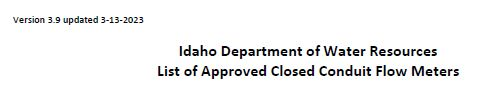 Version 3.9 updated 3-13-2023
Idaho Department of Water Resources
List of Approved Closed Conduit Flow Meters